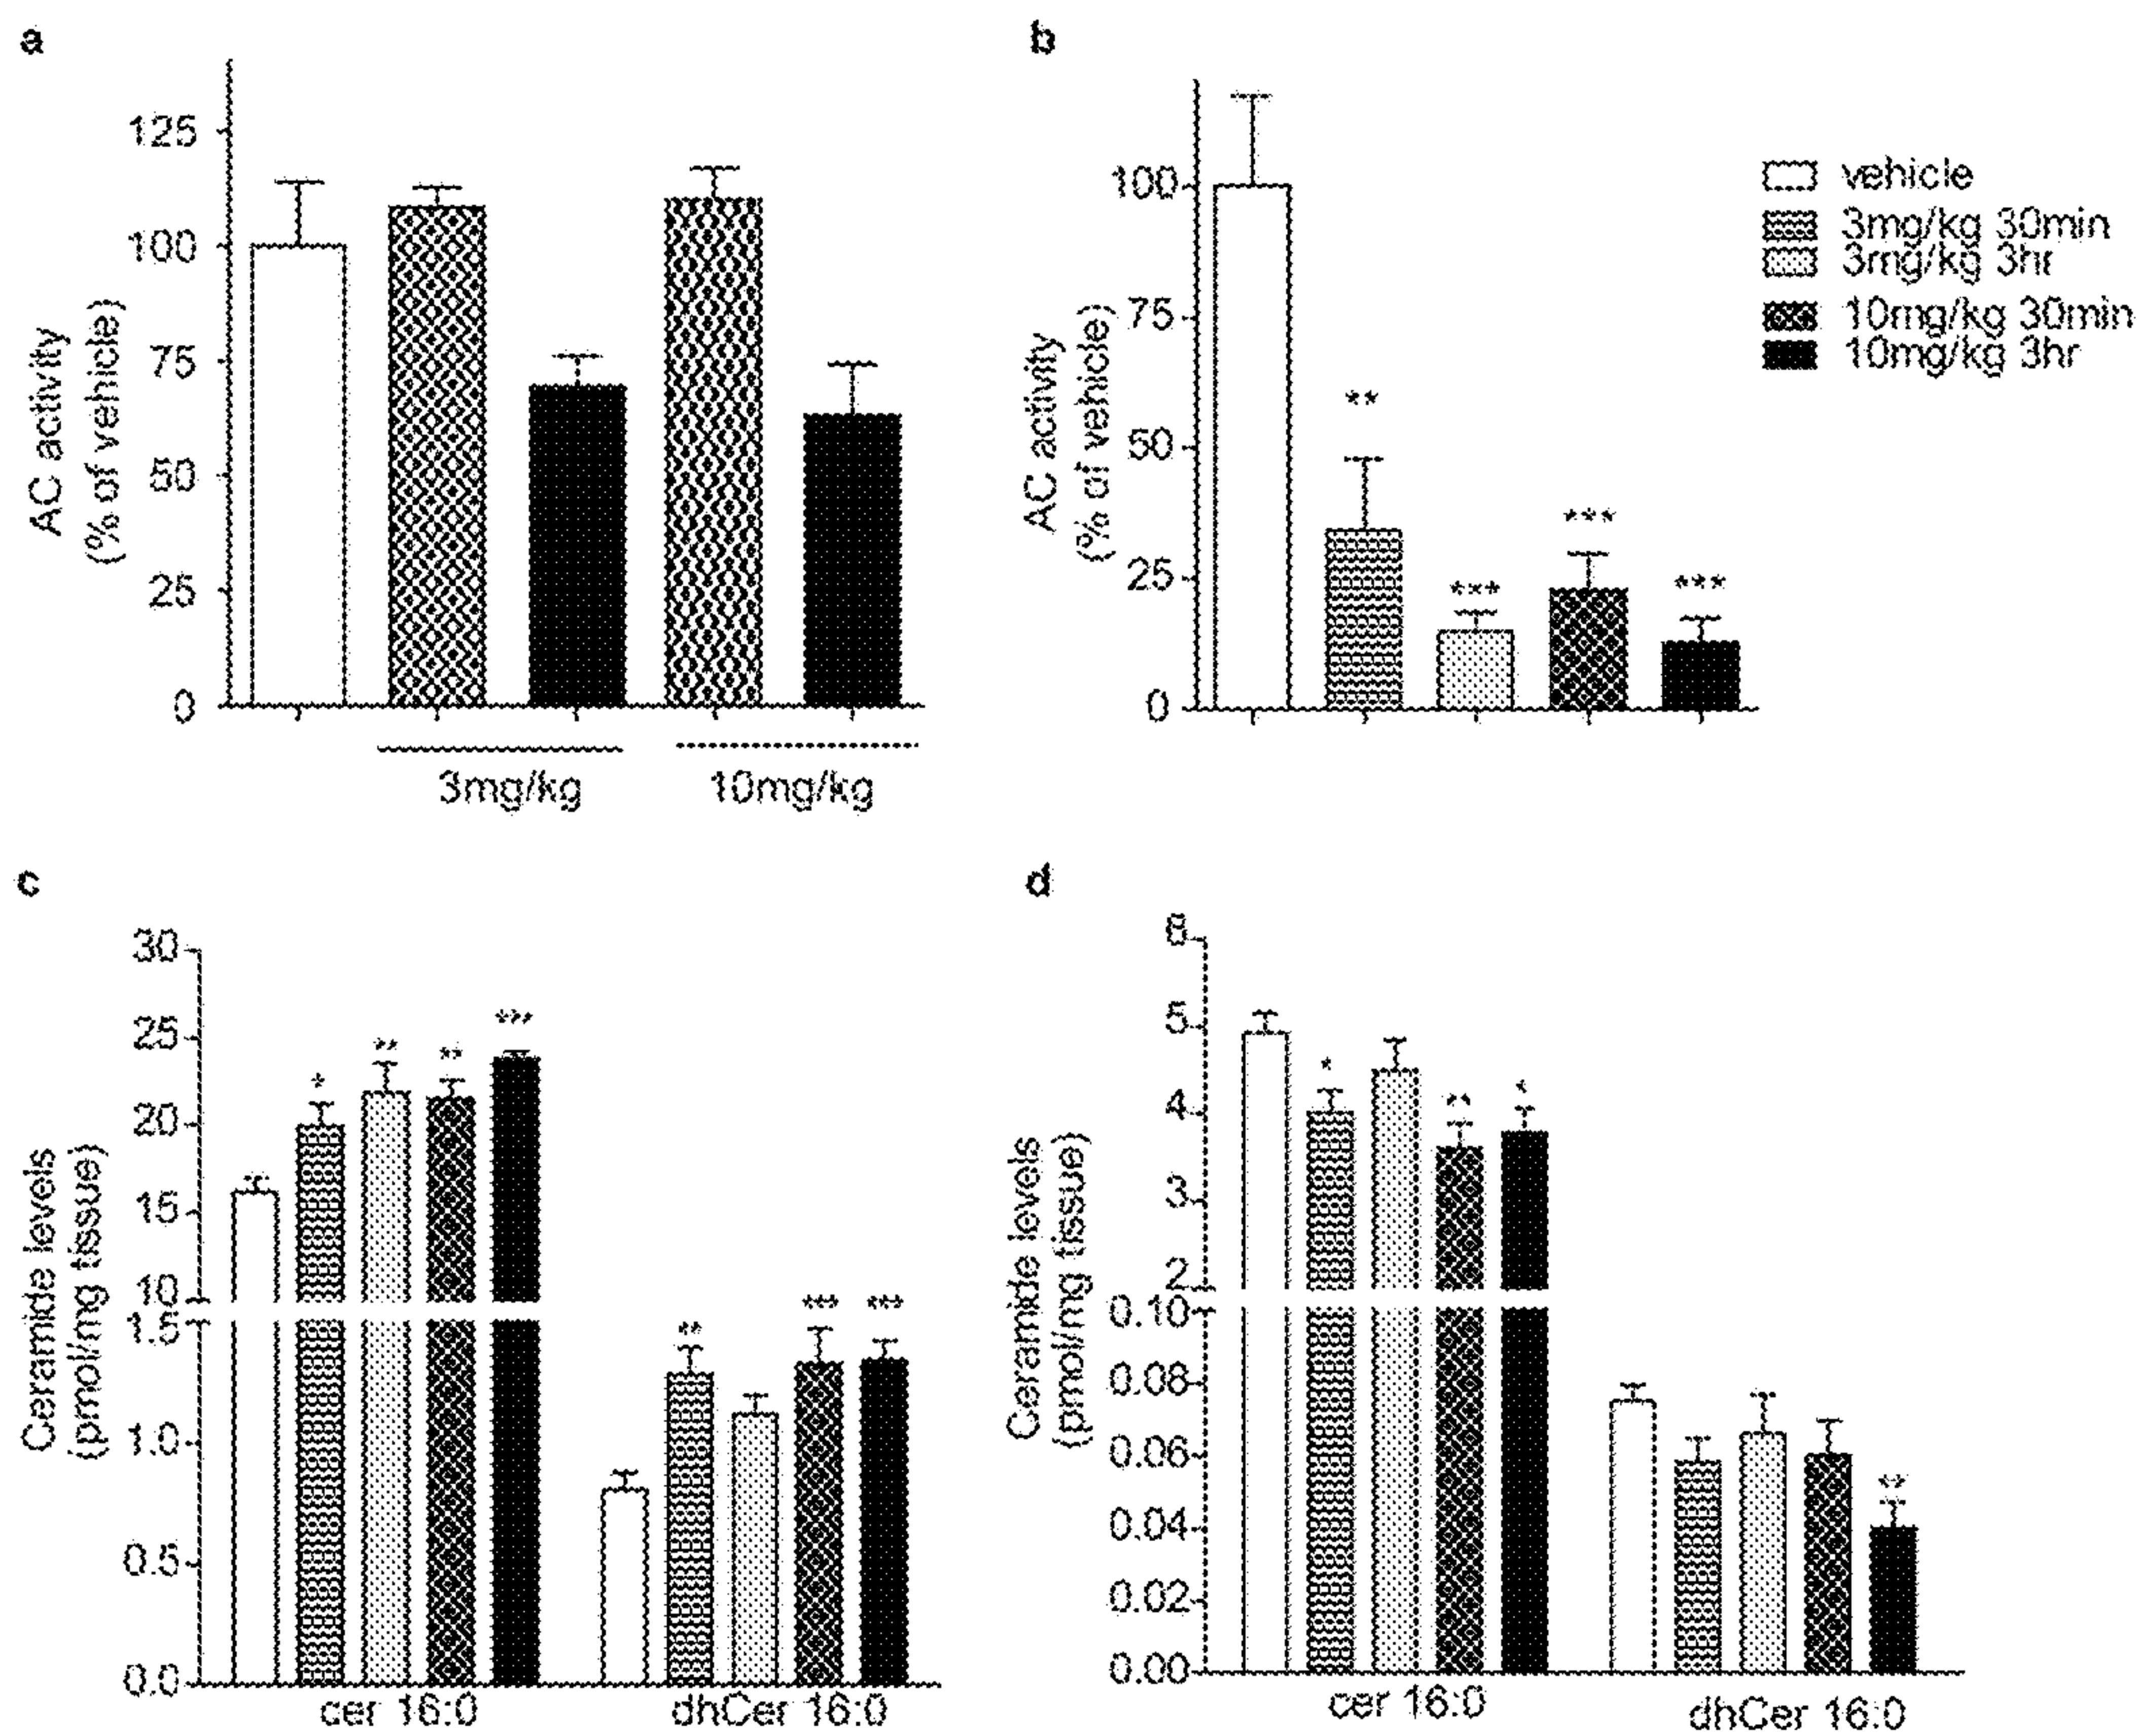 a
125
100
75
50
25
0
AC activity
(% of vehicle)
3mg/kg
10mg/kg
b
100
75
50
25
0
AC activity
(% of vehicle)
**
***
***
***
vehicle
3mg/kg 30min
3mg/kg 3hr
10mg/kg 30min
10mg/kg 3hr
c
30
25
20
15
10
1.5
1.0
0.5
0.0
Ceramide levels
(pmol/mg tissue)
*
**
**
***
**
***
***
cer 16:0
dhCer 16:0
d
5
4
3
2
0.10
0.08
0.06
0.04
0.02
0.00
Ceramide levels
(pmol/mg tissue)
*
**
*
**
cer 16:0
dhCer 16:0